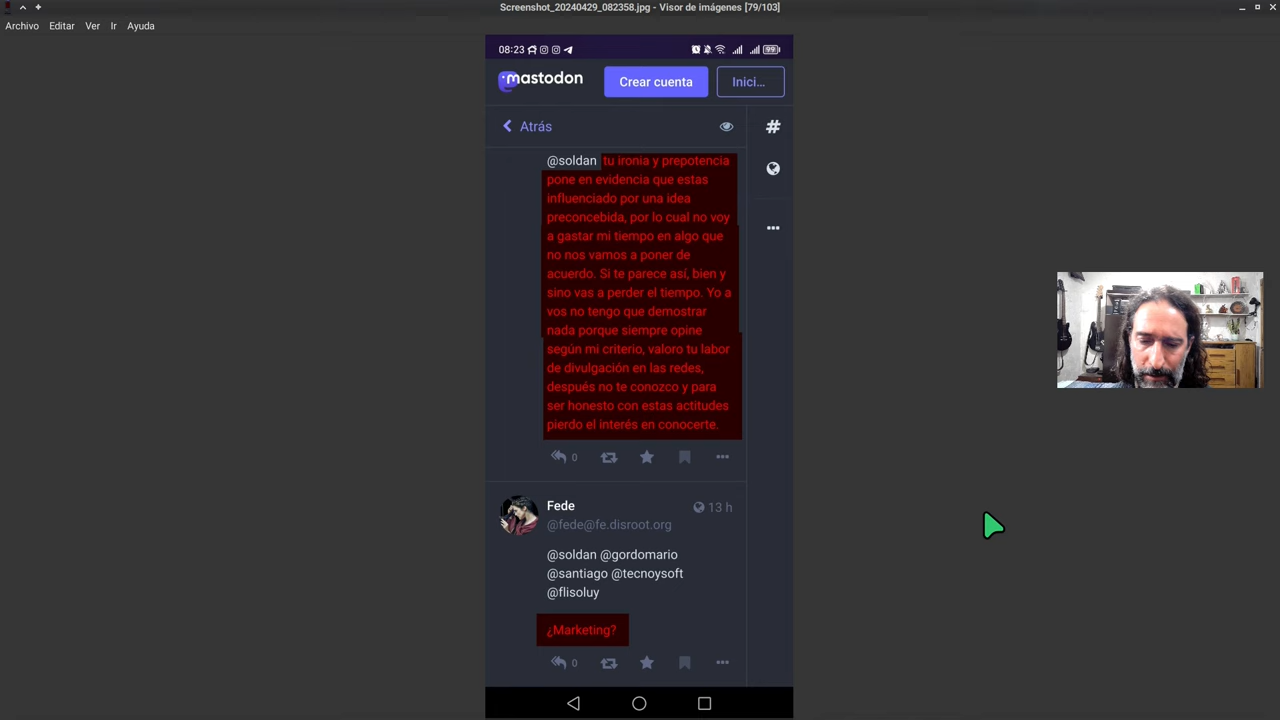 Screenshot_20240429_082358.jpg - Visor de imágenes [79/103]
Archivo Editar Ver Ir Ayuda
08:23 99
mastodon Crear cuenta Inici...
Atrás
@soldan tu ironia y prepotencia
pone en evidencia que estas
influenciado por una idea
preconcebida, por lo cual no voy
a gastar mi tiempo en algo que
no nos vamos a poner de
acuerdo. Si te parece así, bien y
sino vas a perder el tiempo. Yo a
vos no tengo que demostrar
nada porque siempre opine
según mi criterio, valoro tu labor
de divulgación en las redes,
después no te conozco y para
ser honesto con estas actitudes
pierdo el interés en conocerte.
0
Fede 13 h
@fede@fe.disroot.org
@soldan @gordomario
@santiago @tecnoysoft
@flisoluy
¿Marketing?
0